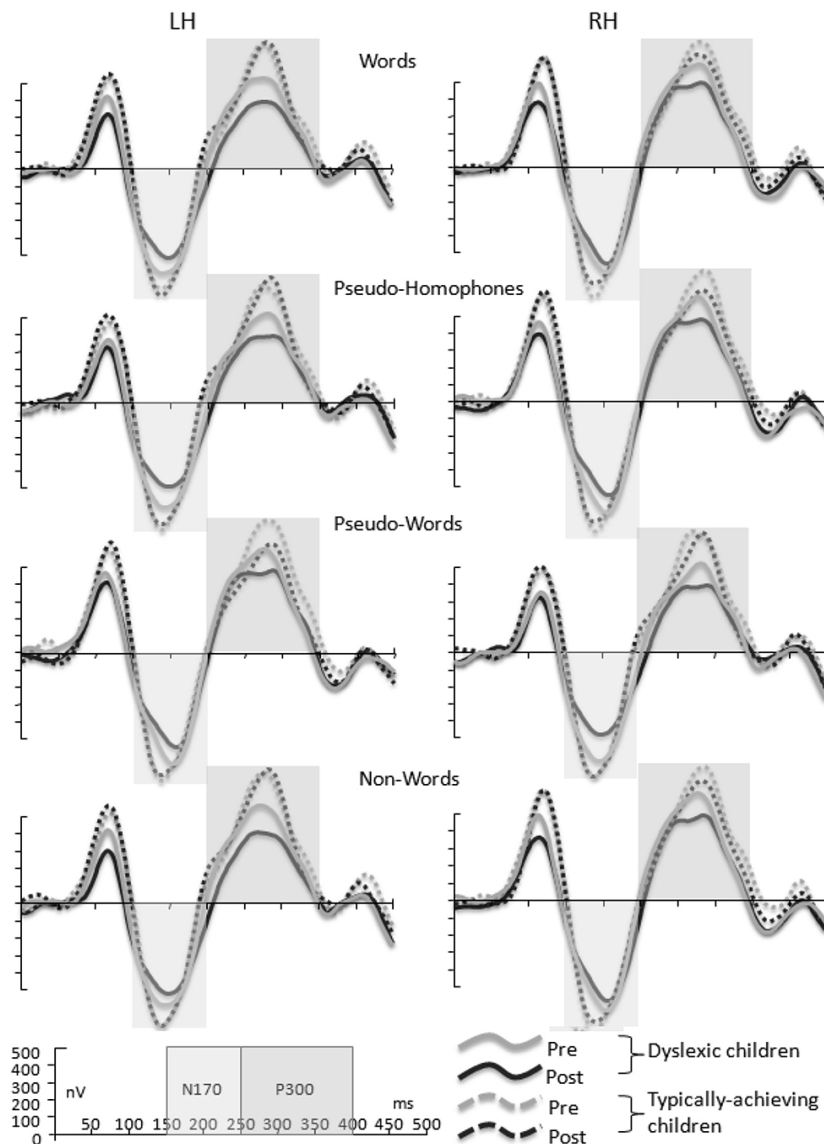 LH RH
Words
Pseudo-Homophones
Pseudo-Words
Non-Words
500
400
300
200
100
0
nV
N170
P300
ms
50 100 150 200 250 300 350 400 450 500
Pre
Post
Dyslexic children
Pre
Post
Typically-achieving
children